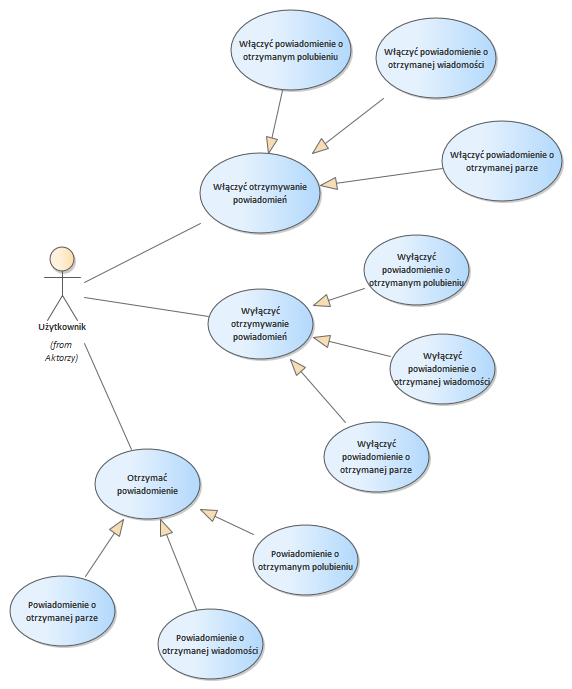 Włączyć powiadomienie o
otrzymanym polubieniu
Włączyć powiadomienie o
otrzymanej wiadomości
Włączyć powiadomienie o
otrzymanej parze
Włączyć otrzymywanie
powiadomień
Wyłączyć
powiadomienie o
otrzymanym polubieniu
Wyłączyć
otrzymywanie
powiadomień
Użytkownik
(from
Aktorzy)
Wyłączyć
powiadomienie o
otrzymanej wiadomości
Wyłączyć
powiadomienie o
otrzymanej parze
Otrzymać
powiadomienie
Powiadomienie o
otrzymanym polubieniu
Powiadomienie o
otrzymanej parze
Powiadomienie o
otrzymanej wiadomości